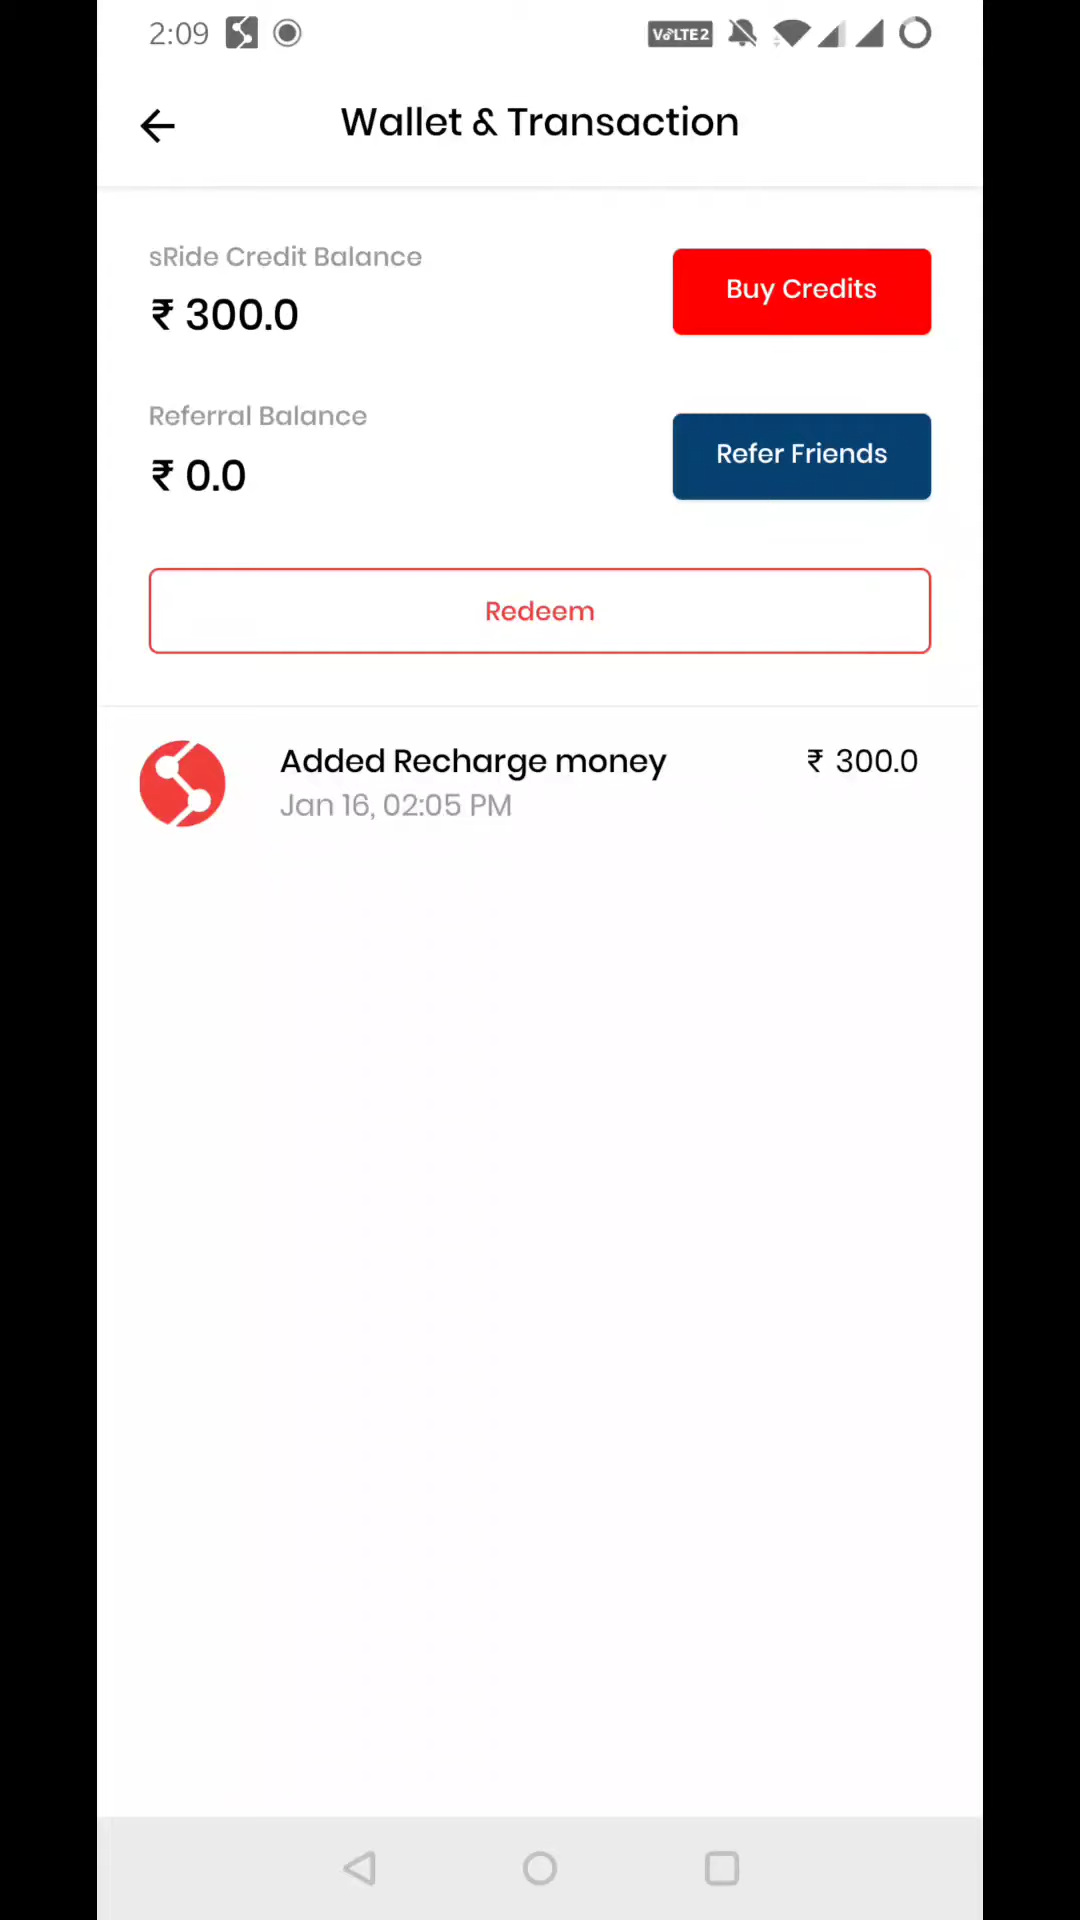 2:09
VoLTE2
Wallet & Transaction
sRide Credit Balance
₹ 300.0
Buy Credits
Referral Balance
₹ 0.0
Refer Friends
Redeem
Added Recharge money
₹ 300.0
Jan 16, 02:05 PM